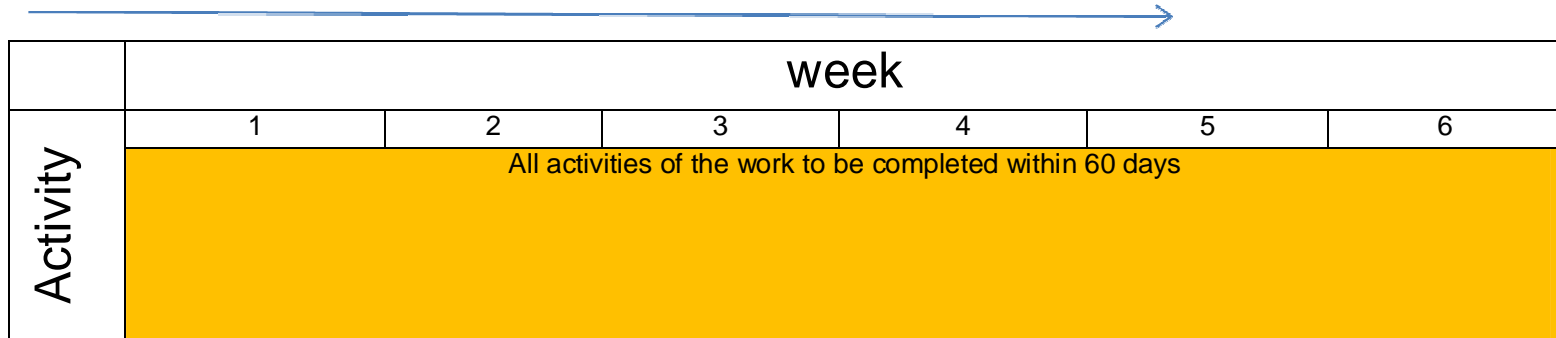 week
1 2 3 4 5 6
Activity
All activities of the work to be completed within 60 days